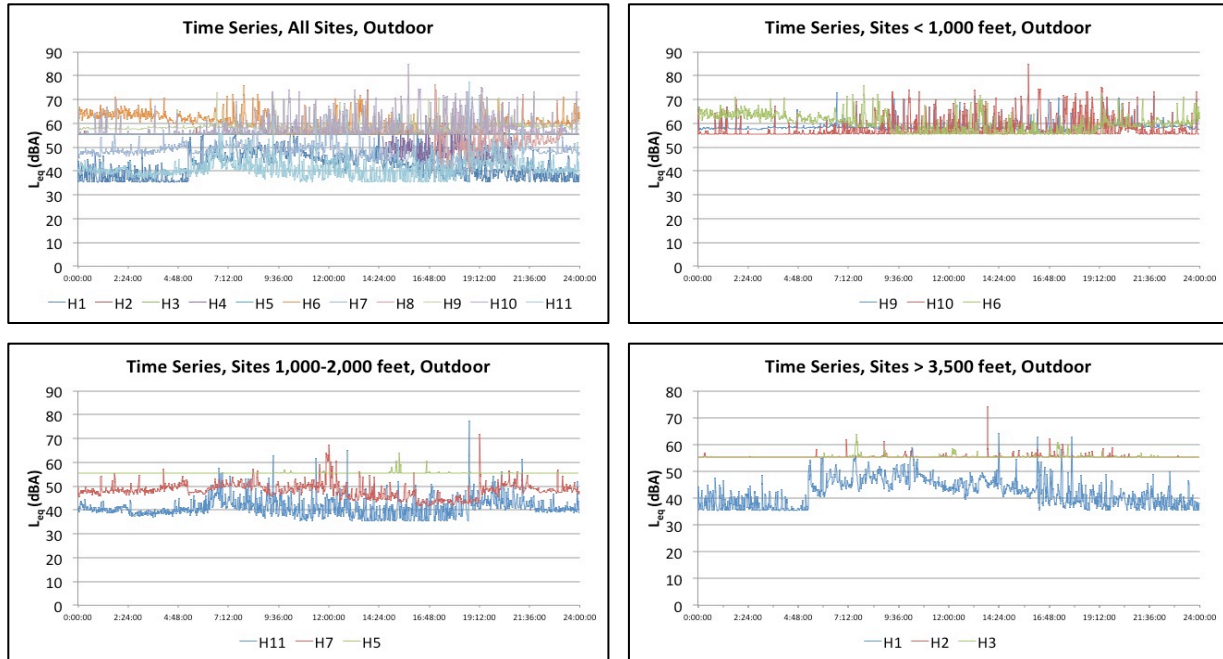 Time Series, All Sites, Outdoor
90
80
70
60
50
40
30
20
10
0
Leq (dBA)
0:00:00 2:24:00 4:48:00 7:12:00 9:36:00 12:00:00 14:24:00 16:48:00 19:12:00 21:36:00 24:00:00
H1 H2 H3 H4 H5 H6 H7 H8 H9 H10 H11
Time Series, Sites < 1,000 feet, Outdoor
90
80
70
60
50
40
30
20
10
0
Leq (dBA)
0:00:00 2:24:00 4:48:00 7:12:00 9:36:00 12:00:00 14:24:00 16:48:00 19:12:00 21:36:00 24:00:00
H9 H10 H6
Time Series, Sites 1,000-2,000 feet, Outdoor
90
80
70
60
50
40
30
20
10
0
Leq (dBA)
0:00:00 2:24:00 4:48:00 7:12:00 9:36:00 12:00:00 14:24:00 16:48:00 19:12:00 21:36:00 24:00:00
H11 H7 H5
Time Series, Sites > 3,500 feet, Outdoor
80
70
60
50
40
30
20
10
0
Leq (dBA)
0:00:00 2:24:00 4:48:00 7:12:00 9:36:00 12:00:00 14:24:00 16:48:00 19:12:00 21:36:00 24:00:00
H1 H2 H3